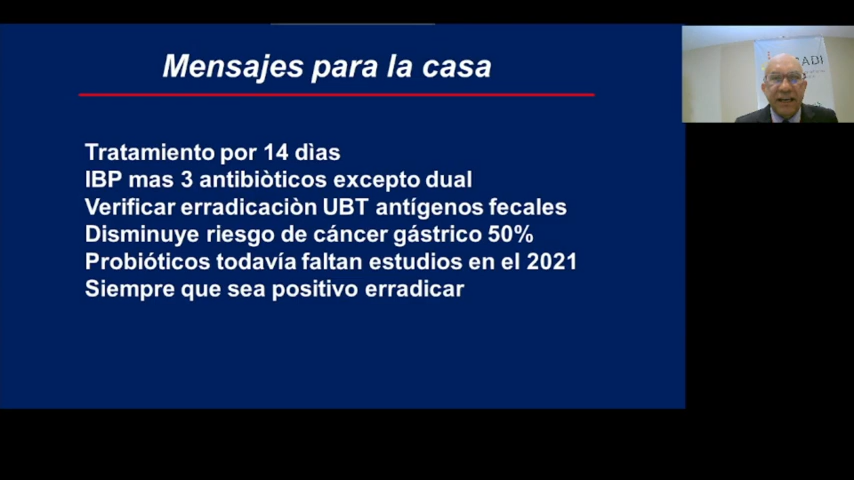 Mensajes para la casa
Tratamiento por 14 dìas
IBP mas 3 antibiòticos excepto dual
Verificar erradicaciòn UBT antígenos fecales
Disminuye riesgo de cáncer gástrico 50%
Probióticos todavía faltan estudios en el 2021
Siempre que sea positivo erradicar